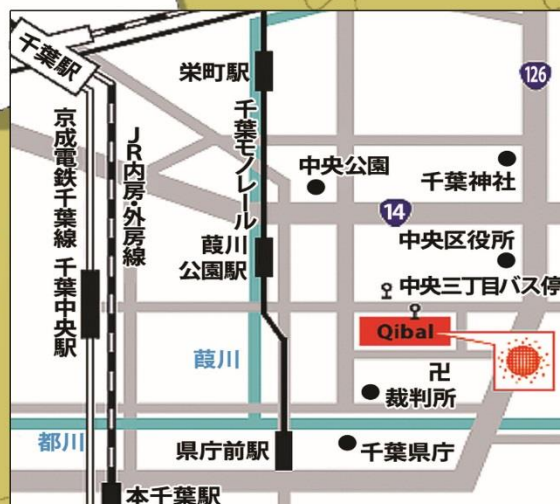 千葉駅
栄町駅
126
千葉モノレール
京成電鉄千葉線 千葉中央駅
JR内房・外房線
中央公園
千葉神社
14
葭川
公園駅
中央区役所
中央三丁目バス停
Qibal
葭川
卍
裁判所
都川
県庁前駅
千葉県庁
本千葉駅